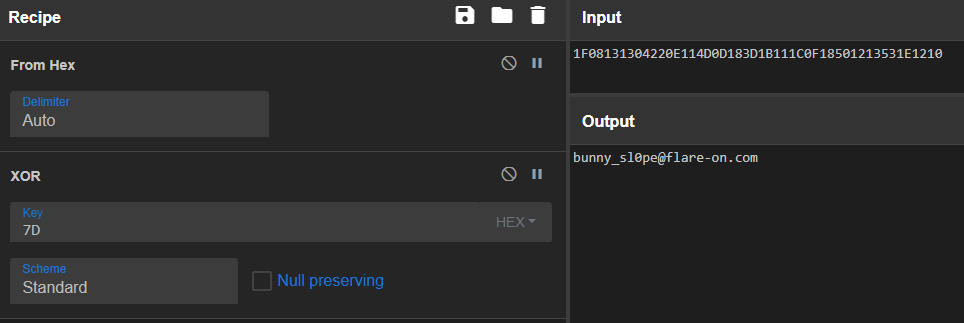 Recipe
From Hex
Delimiter
Auto
XOR
Key
7D
HEX
Scheme
Standard
Null preserving
Input
1F08131304220E114D0D183D1B111C0F18501213531E1210
Output
bunny_sl0pe@flare-on.com